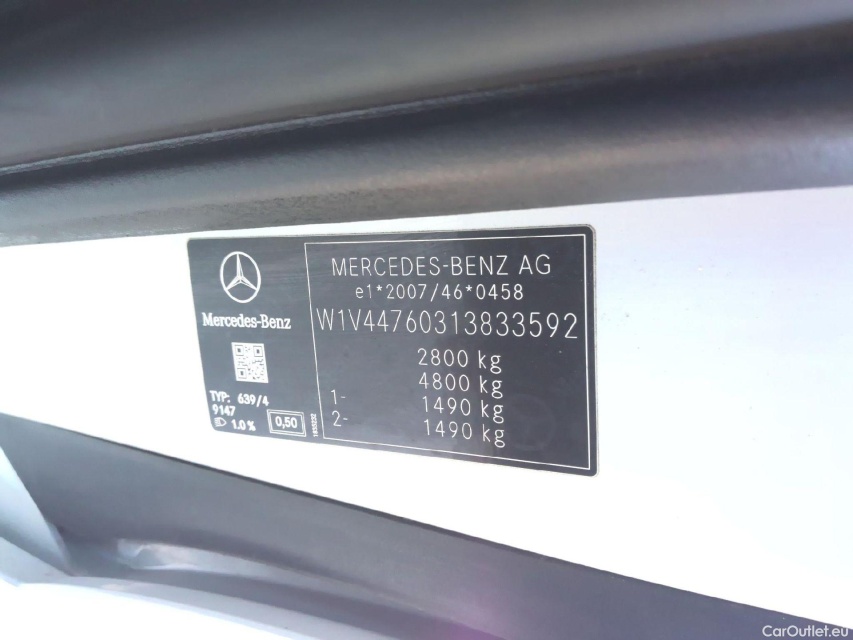 Mercedes-Benz
TYP: 639/4
9147
1.0 %
0,50
MERCEDES-BENZ AG
e1*2007/46*0458
W1V44760313833592
2800 kg
4800 kg
1- 1490 kg
2- 1490 kg
CarOutlet.eu